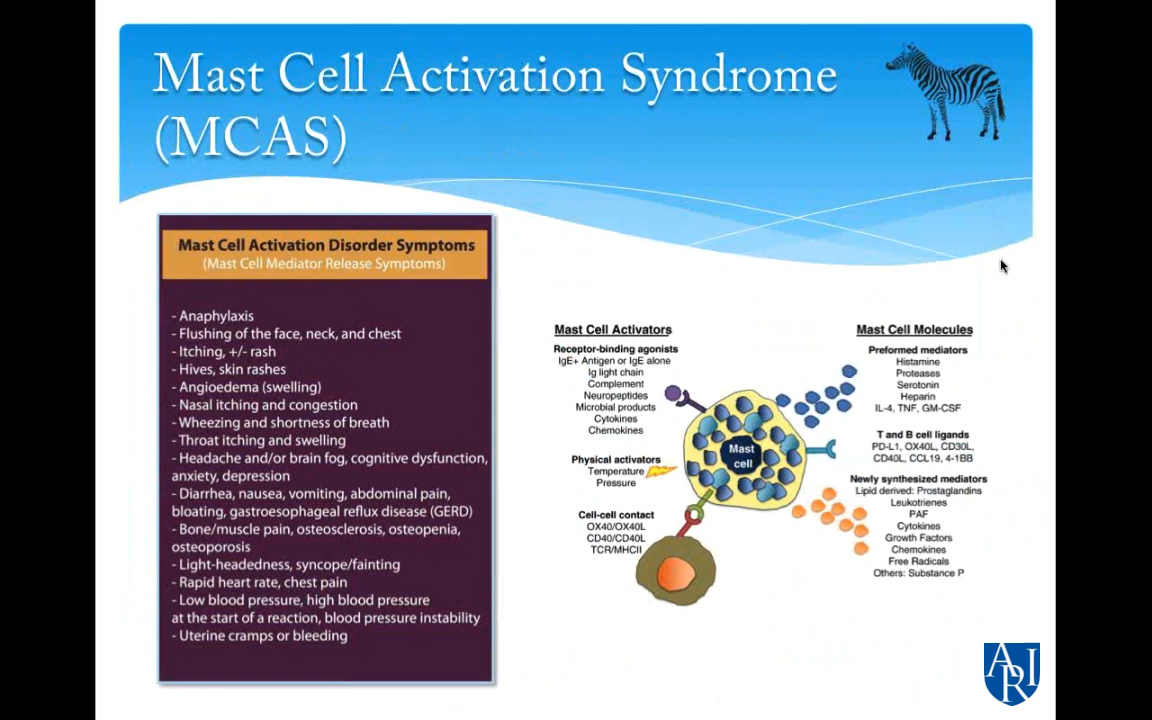 Mast Cell Activation Syndrome
(MCAS)
Mast Cell Activation Disorder Symptoms
(Mast Cell Mediator Release Symptoms)
- Anaphylaxis
- Flushing of the face, neck, and chest
- Itching, +/- rash
- Hives, skin rashes
- Angioedema (swelling)
- Nasal itching and congestion
- Wheezing and shortness of breath
- Throat itching and swelling
- Headache and/or brain fog, cognitive dysfunction,
anxiety, depression
- Diarrhea, nausea, vomiting, abdominal pain,
bloating, gastroesophageal reflux disease (GERD)
- Bone/muscle pain, osteosclerosis, osteopenia,
osteoporosis
- Light-headedness, syncope/fainting
- Rapid heart rate, chest pain
- Low blood pressure, high blood pressure
at the start of a reaction, blood pressure instability
- Uterine cramps or bleeding
Mast Cell Activators
Receptor-binding agonists
IgE+ Antigen or IgE alone
Ig light chain
Complement
Neuropeptides
Microbial products
Cytokines
Chemokines
Physical activators
Temperature
Pressure
Cell-cell contact
OX40/OX40L
CD40/CD40L
TCR/MHCII
Mast
cell
Mast Cell Molecules
Preformed mediators
Histamine
Proteases
Serotonin
Heparin
IL-4, TNF, GM-CSF
T and B cell ligands
PD-L1, OX40L, CD30L,
CD40L, CCL19, 4-1BB
Newly synthesized mediators
Lipid derived: Prostaglandins
Leukotrienes
PAF
Cytokines
Growth Factors
Chemokines
Free Radicals
Others: Substance P
ARI